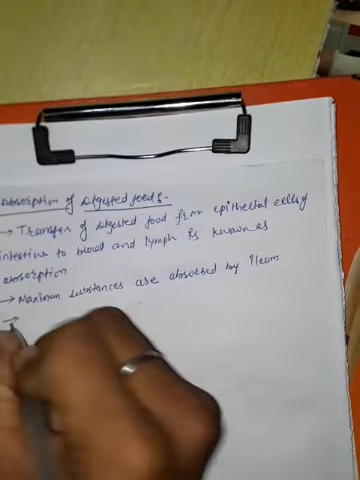 Absorption of Digested food :-
→ Transfer of digested food from epithelial cells of
intestine to blood and lymph is known as
absorption.
→ Maximum substances are absorbed by ileum.
→